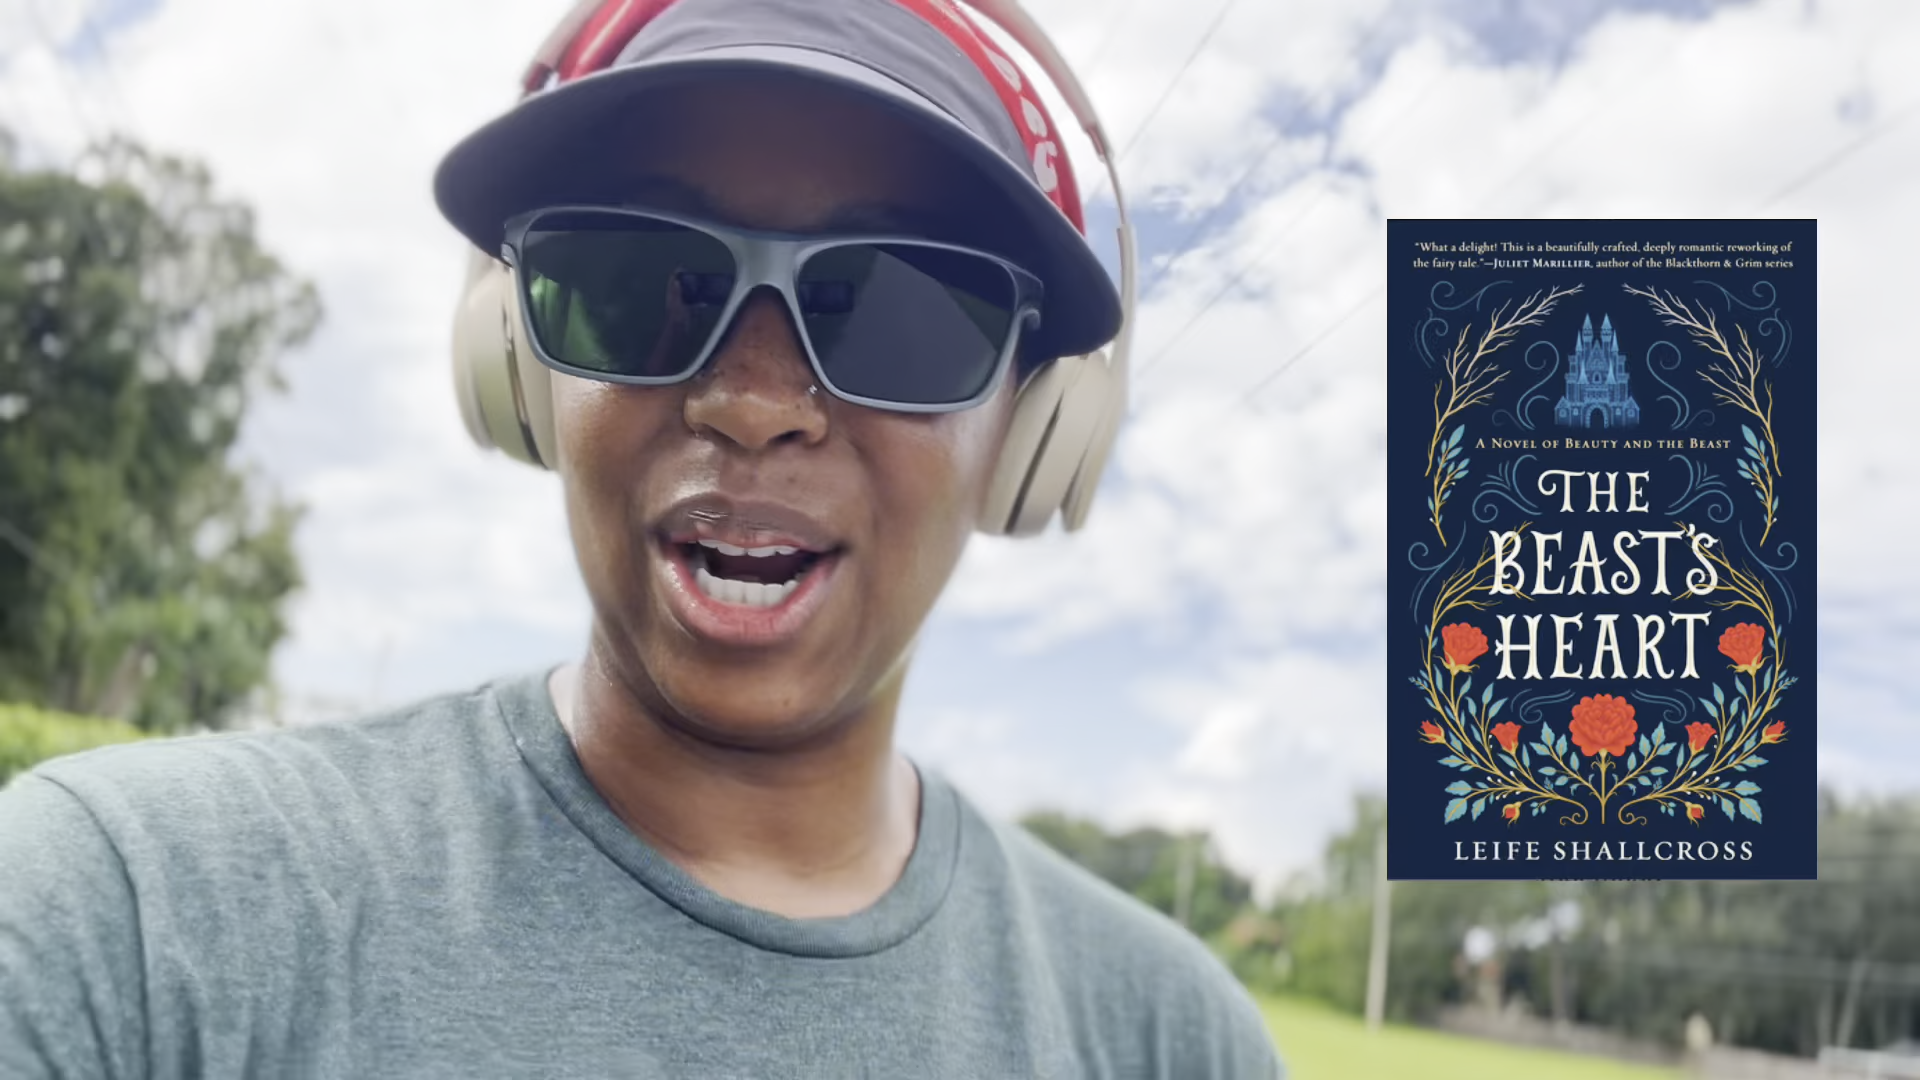 "What a delight! This is a beautifully crafted, deeply romantic reworking of
the fairy tale."—JULIET MARILLIER, author of the Blackthorn & Grim series
A NOVEL OF BEAUTY AND THE BEAST
THE
BEAST'S
HEART
LEIFE SHALLCROSS